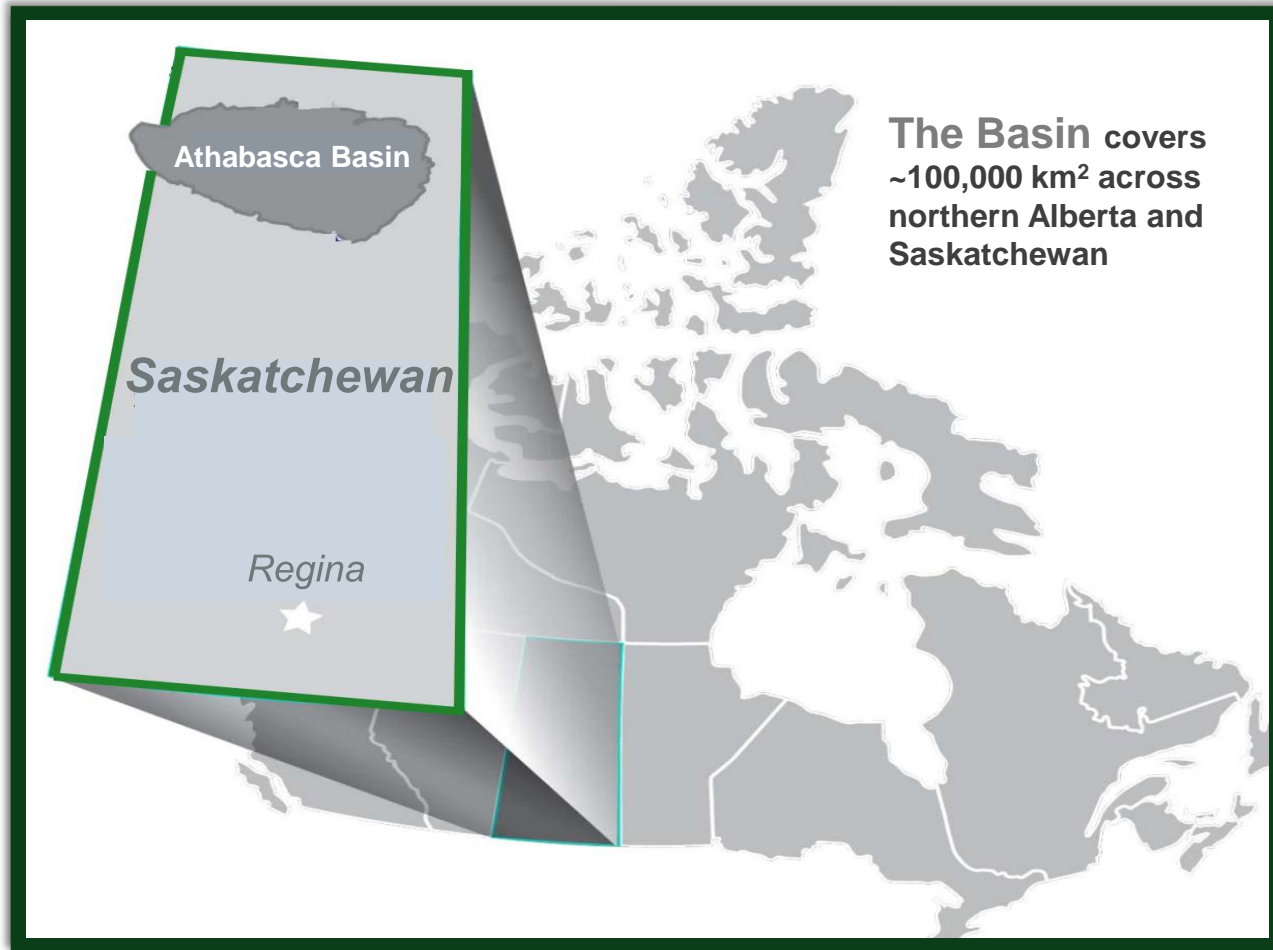 Athabasca Basin
The Basin covers
~100,000 km² across
northern Alberta and
Saskatchewan
Saskatchewan
Regina